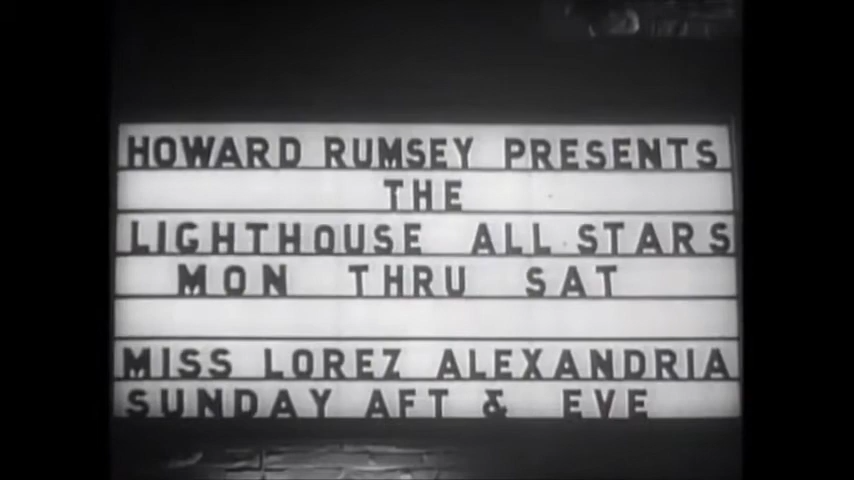 HOWARD RUMSEY PRESENTS
THE
LIGHTHOUSE ALL STARS
MON THRU SAT
MISS LOREZ ALEXANDRIA
SUNDAY AFT & EVE